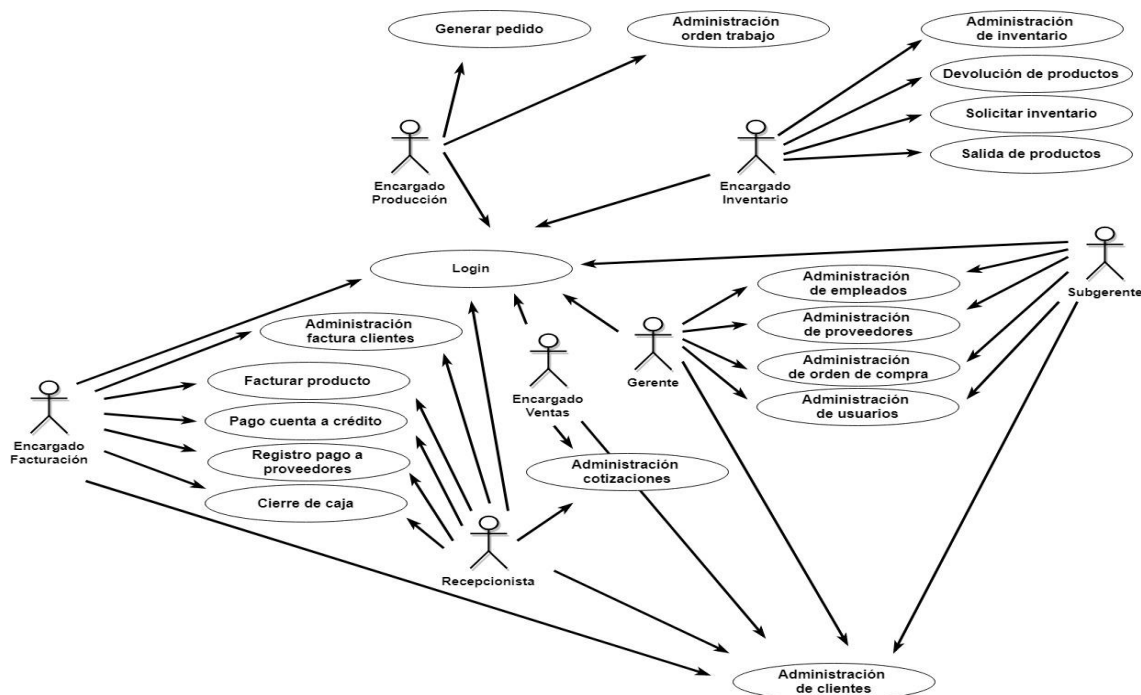 Generar pedido
Administración
orden trabajo
Administración
de inventario
Devolución de productos
Solicitar inventario
Salida de productos
Encargado
Producción
Encargado
Inventario
Login
Subgerente
Administración
de empleados
Administración
de proveedores
Administración
de orden de compra
Administración
de usuarios
Gerente
Encargado
Ventas
Administración
factura clientes
Facturar producto
Pago cuenta a crédito
Registro pago a
proveedores
Cierre de caja
Encargado
Facturación
Administración
cotizaciones
Recepcionista
Administración
de clientes